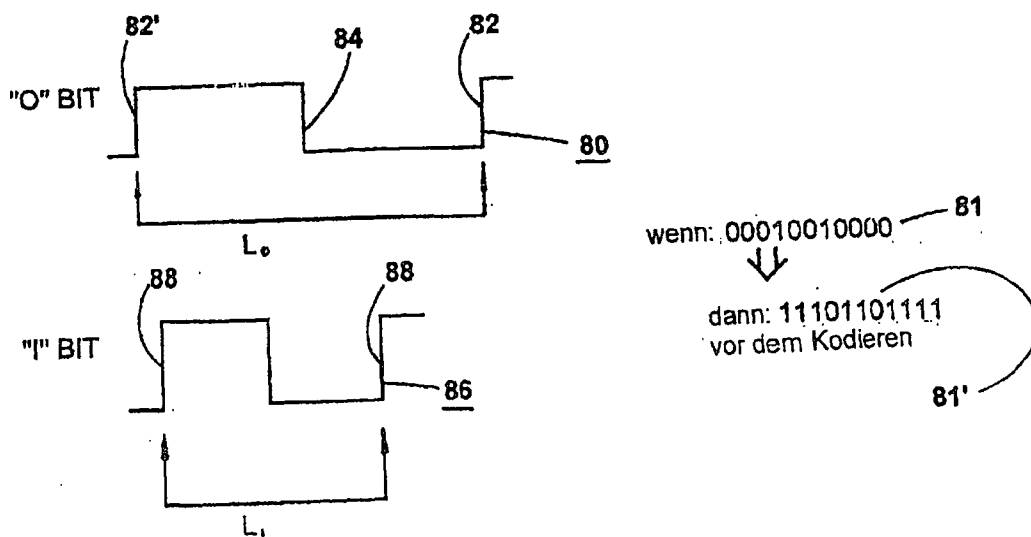 82'
84
82
"O" BIT
80
L₀
wenn: 00010010000
81
88
88
dann: 11101101111
vor dem Kodieren
"I" BIT
86
81'
L₁